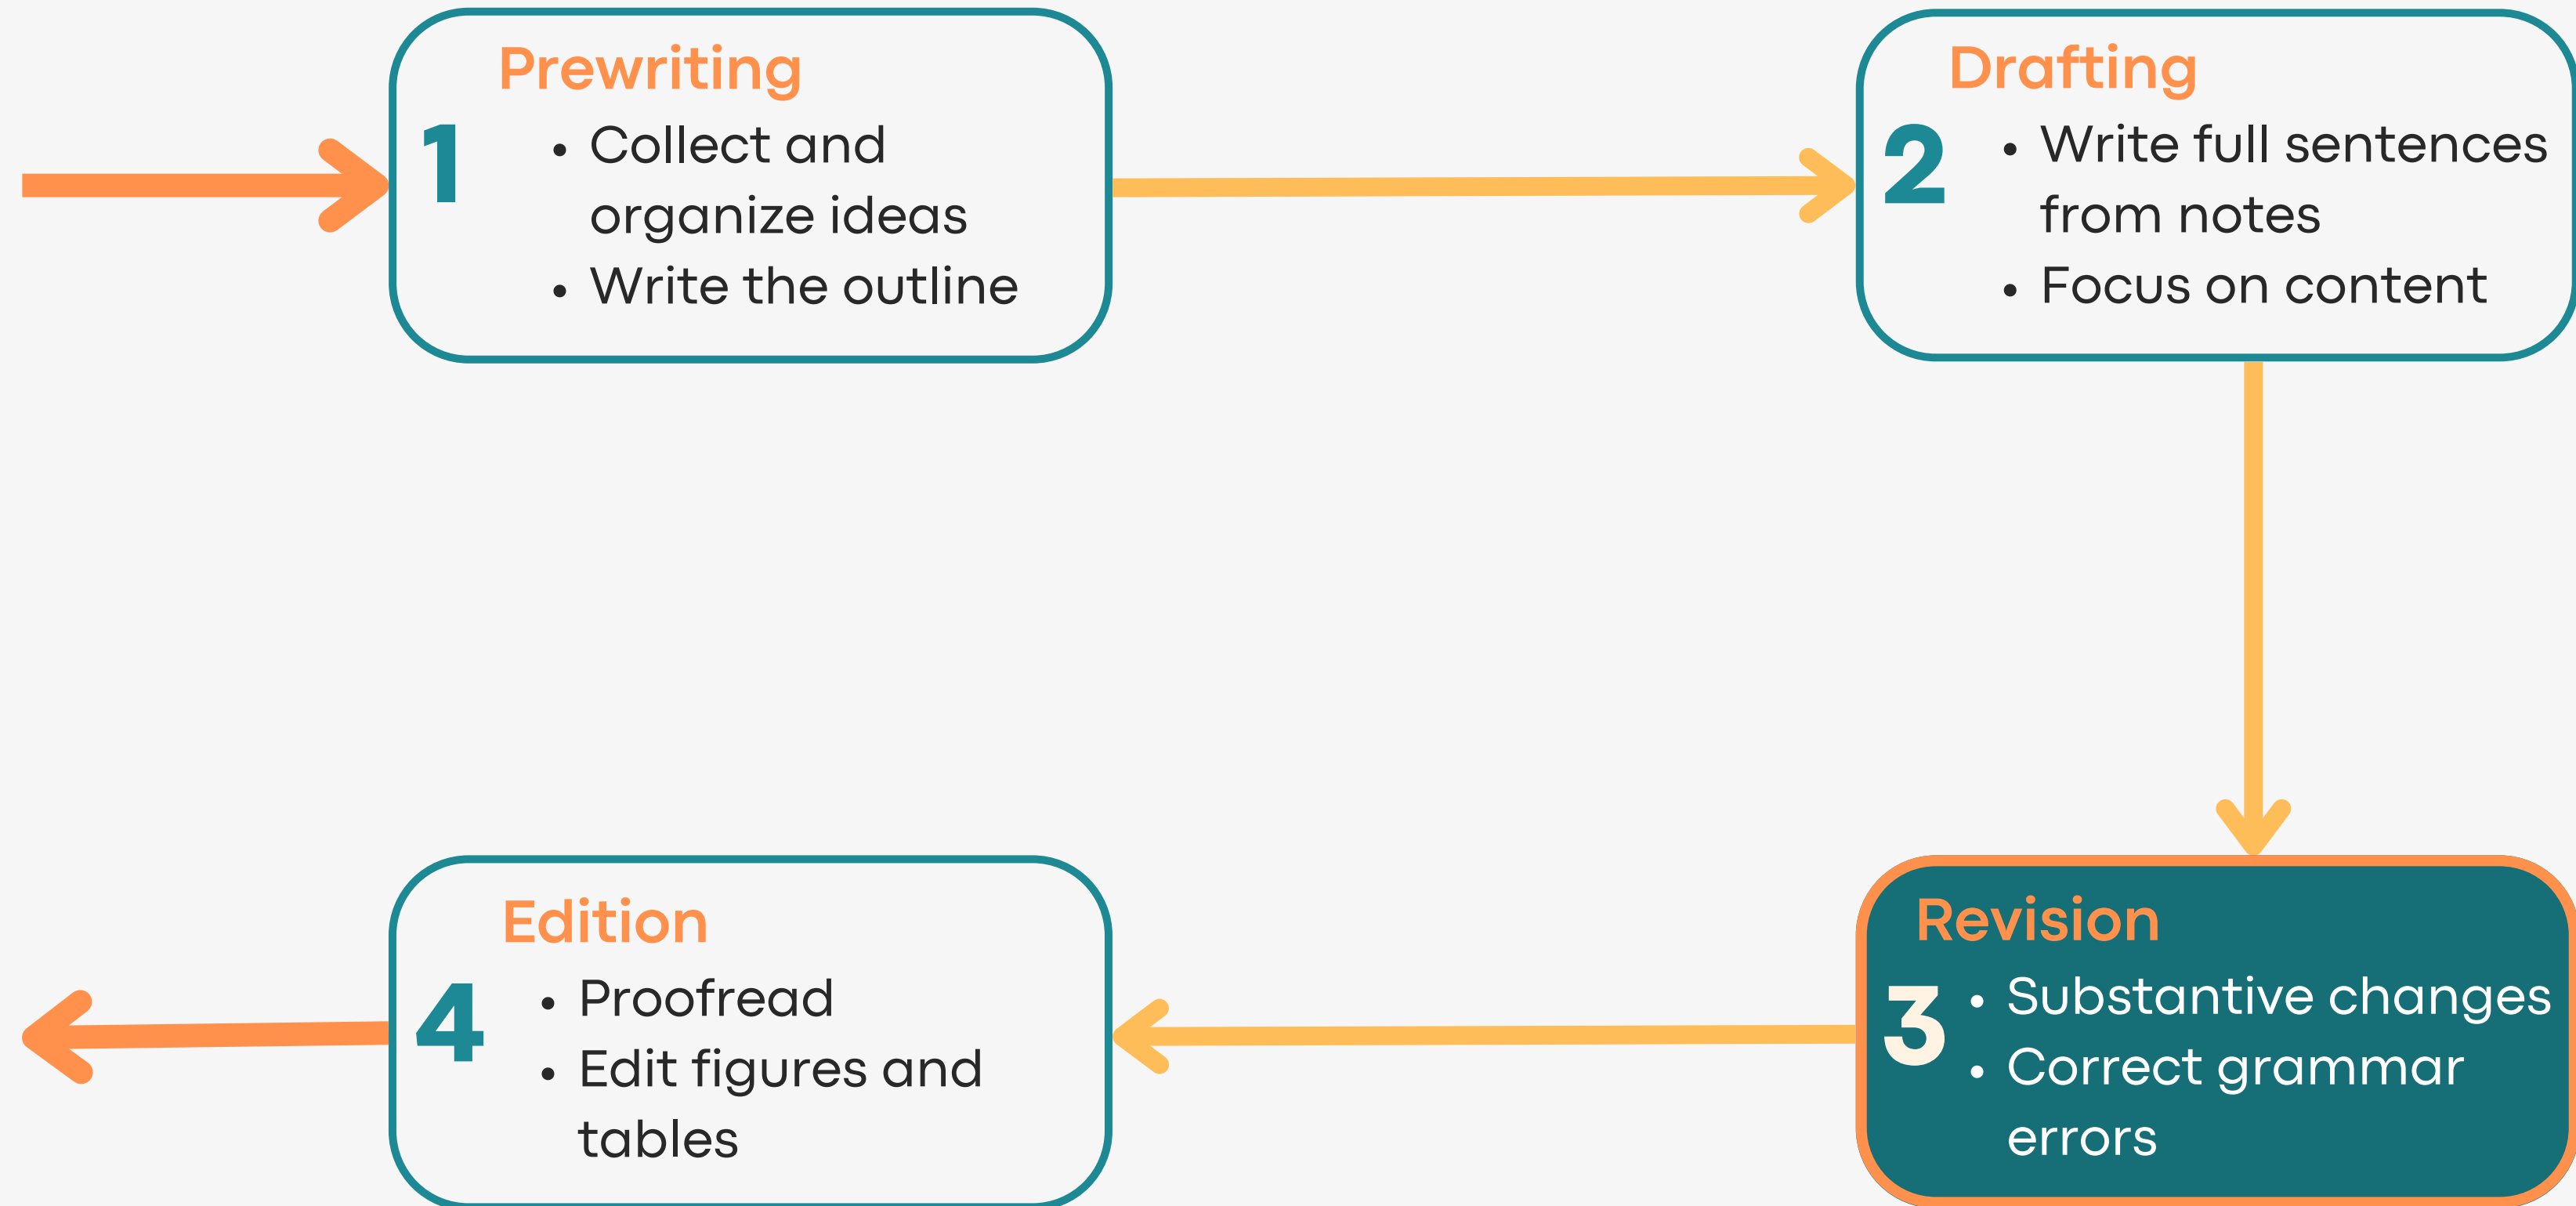 Prewriting
1
• Collect and
organize ideas
• Write the outline
Drafting
2
• Write full sentences
from notes
• Focus on content
Revision
3
• Substantive changes
• Correct grammar
errors
Edition
4
• Proofread
• Edit figures and
tables